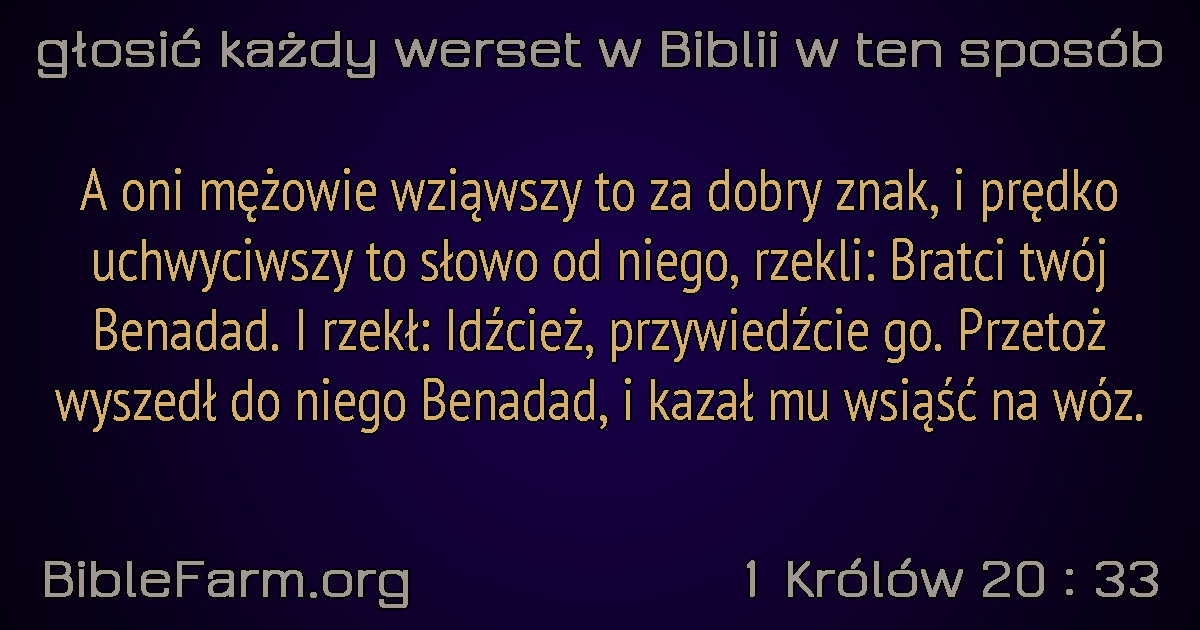 głosić każdy werset w Biblii w ten sposób
A oni mężowie wziąwszy to za dobry znak, i prędko
uchwyciwszy to słowo od niego, rzekli: Bratci twój
Benadad. I rzekł: Idźcież, przywiedźcie go. Przetoż
wyszedł do niego Benadad, i kazał mu wsiąść na wóz.
BibleFarm.org
1 Królów 20 : 33